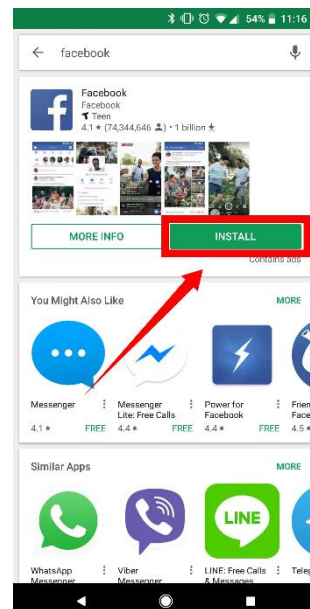 54% 11:16
facebook
Facebook
Facebook
Teen
4.1 ★ (74,344,646 ) • 1 billion
MORE INFO
INSTALL
Contains ads
You Might Also Like
MORE
Messenger
Messenger Lite: Free Calls
Power for Facebook
4.1 ★ FREE
4.4 ★ FREE
4.4 ★ FREE
4.5
Similar Apps
MORE
LINE
WhatsApp Messenger
Viber Messenger
LINE: Free Calls & Messages